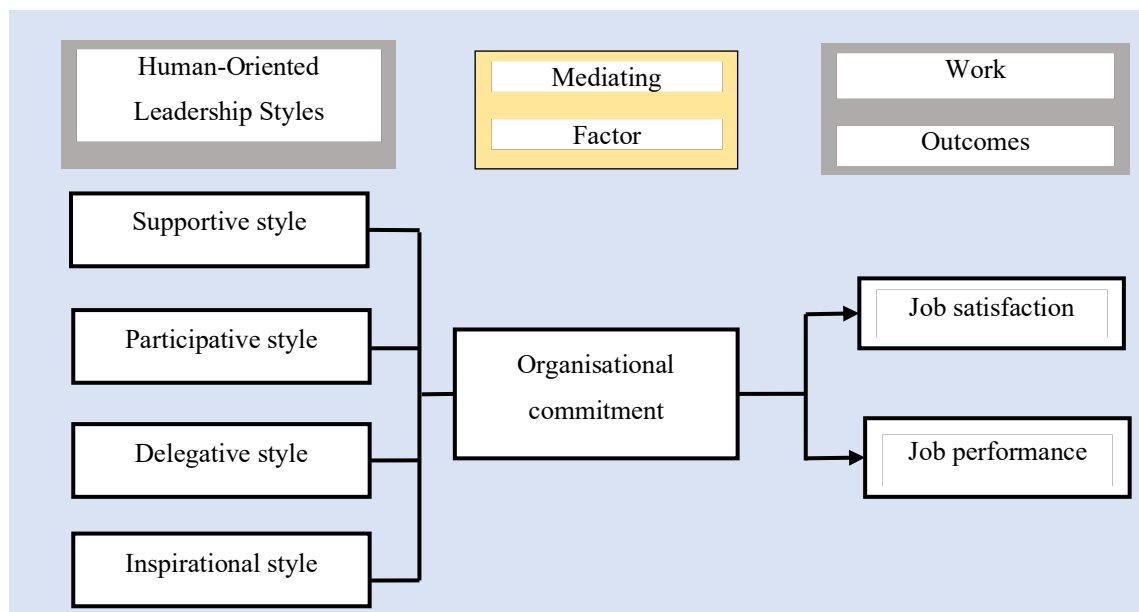 Human-Oriented
Leadership Styles
Mediating
Factor
Work
Outcomes
Supportive style
Participative style
Delegative style
Inspirational style
Organisational
commitment
Job satisfaction
Job performance